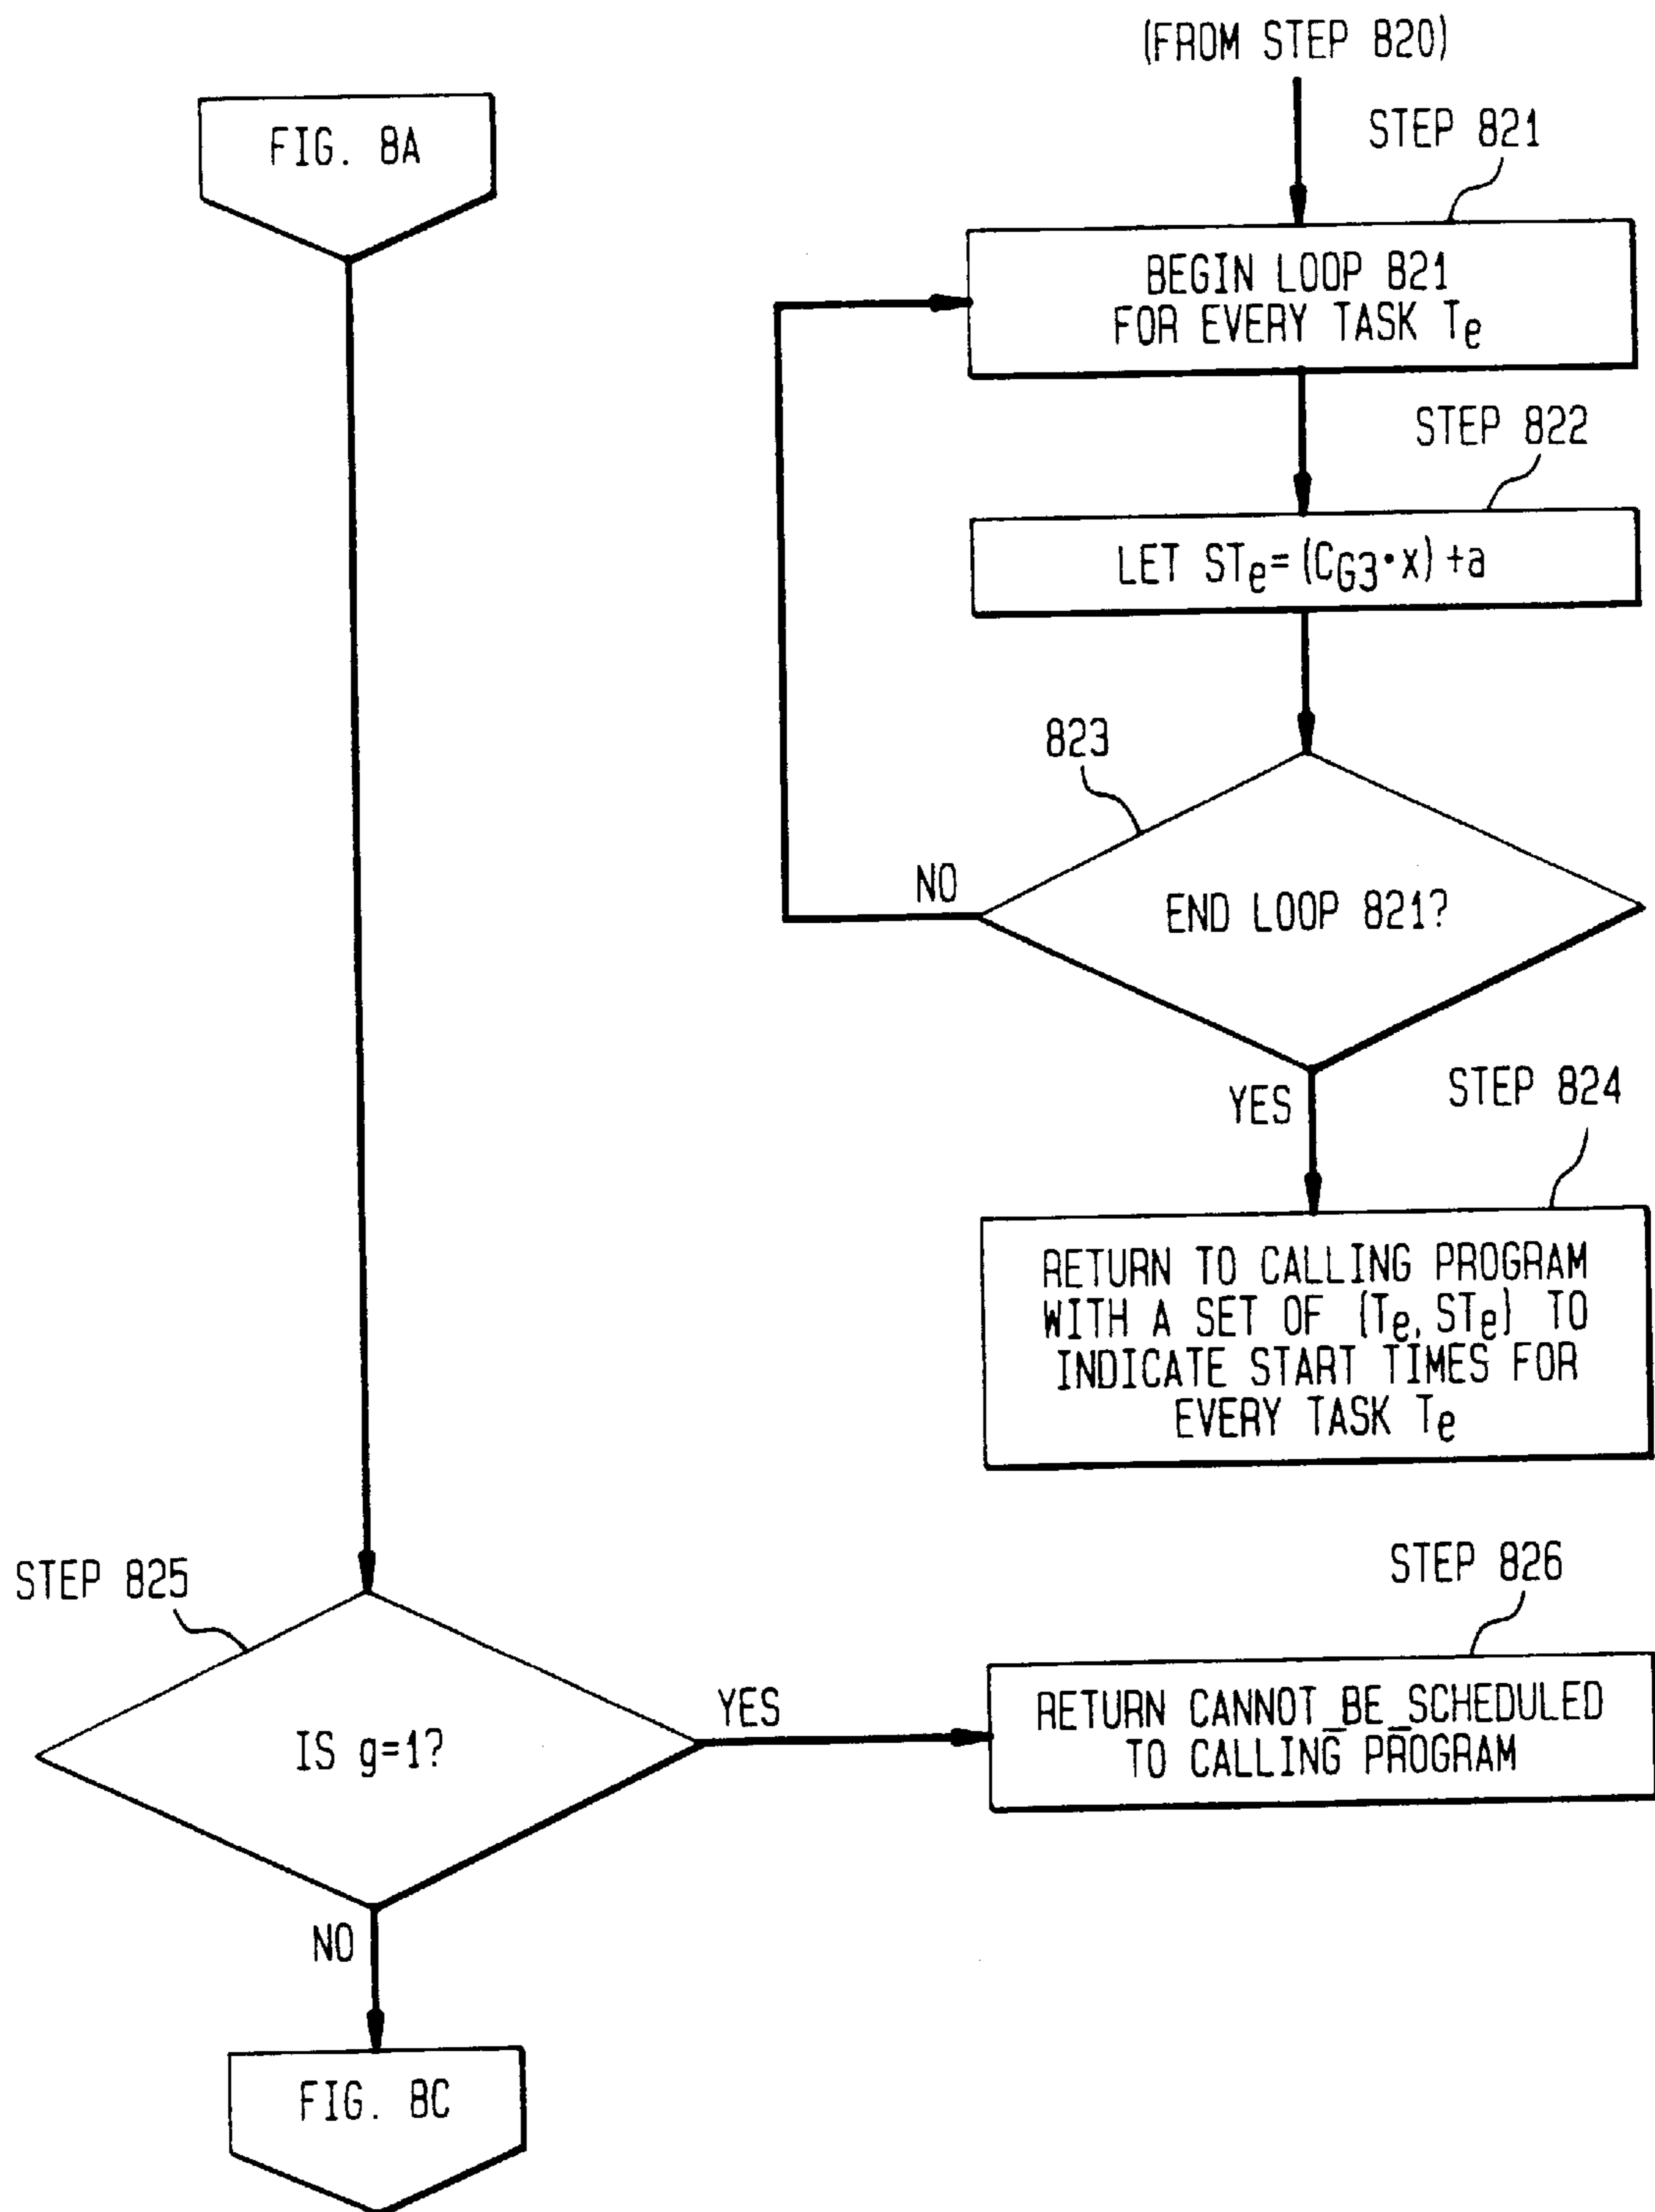 (FROM STEP 820)
FIG. 8A
STEP 821
BEGIN LOOP 821
FOR EVERY TASK Te
STEP 822
LET STe=(CG3•x)+a
823
NO
END LOOP 821?
YES
STEP 824
RETURN TO CALLING PROGRAM
WITH A SET OF (Te, STe) TO
INDICATE START TIMES FOR
EVERY TASK Te
STEP 825
STEP 826
IS g=1?
YES
RETURN CANNOT_BE_SCHEDULED
TO CALLING PROGRAM
NO
FIG. 8C